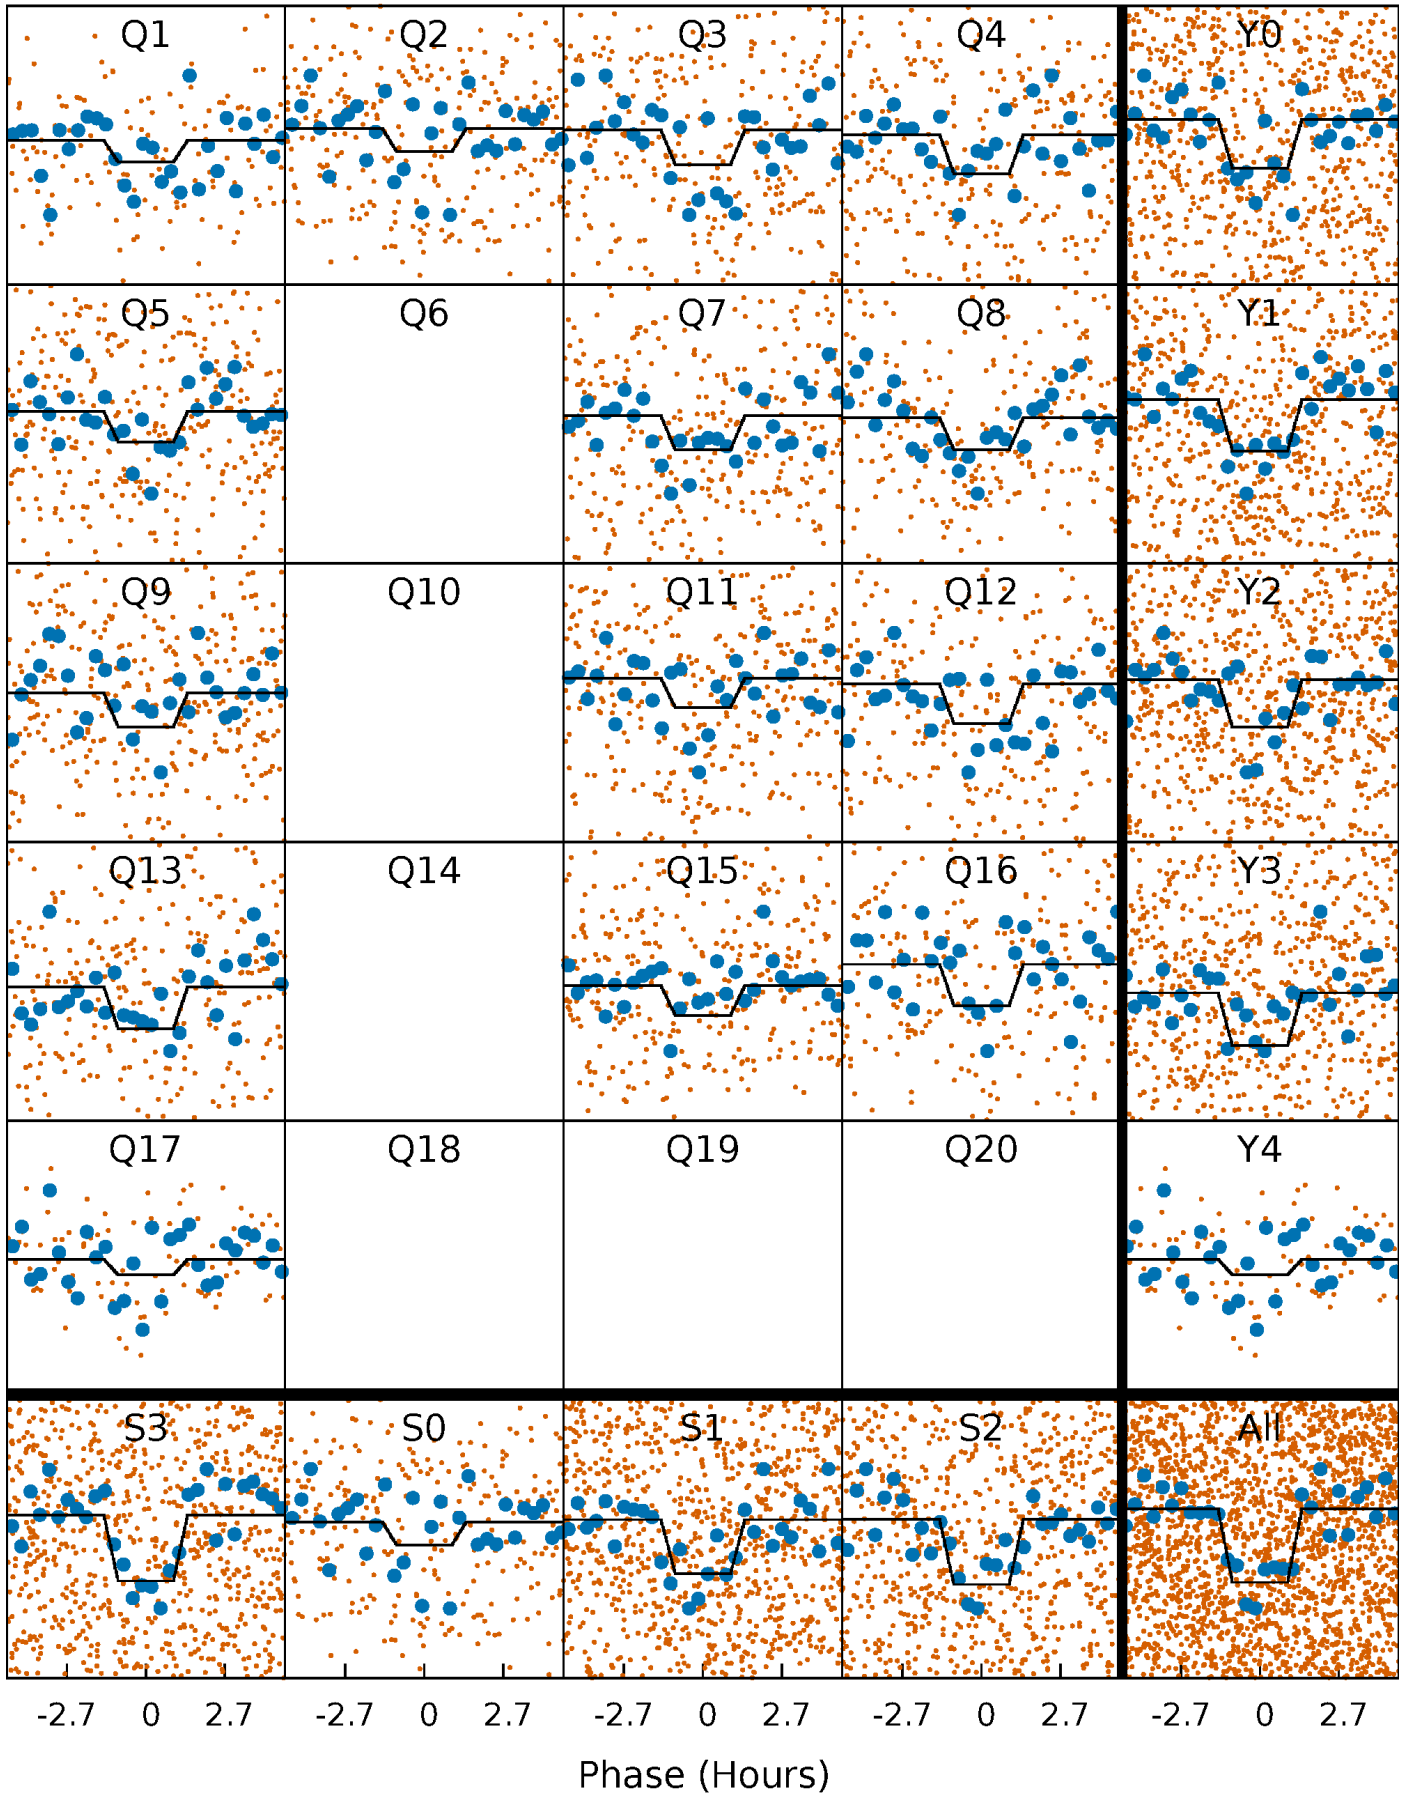 Q1 Q2 Q3 Q4 Y0
Q5 Q6 Q7 Q8 Y1
Q9 Q10 Q11 Q12 Y2
Q13 Q14 Q15 Q16 Y3
Q17 Q18 Q19 Q20 Y4
S3 S0 S1 S2 All
-2.7 0 2.7 -2.7 0 2.7 -2.7 0 2.7 -2.7 0 2.7 -2.7 0 2.7
Phase (Hours)